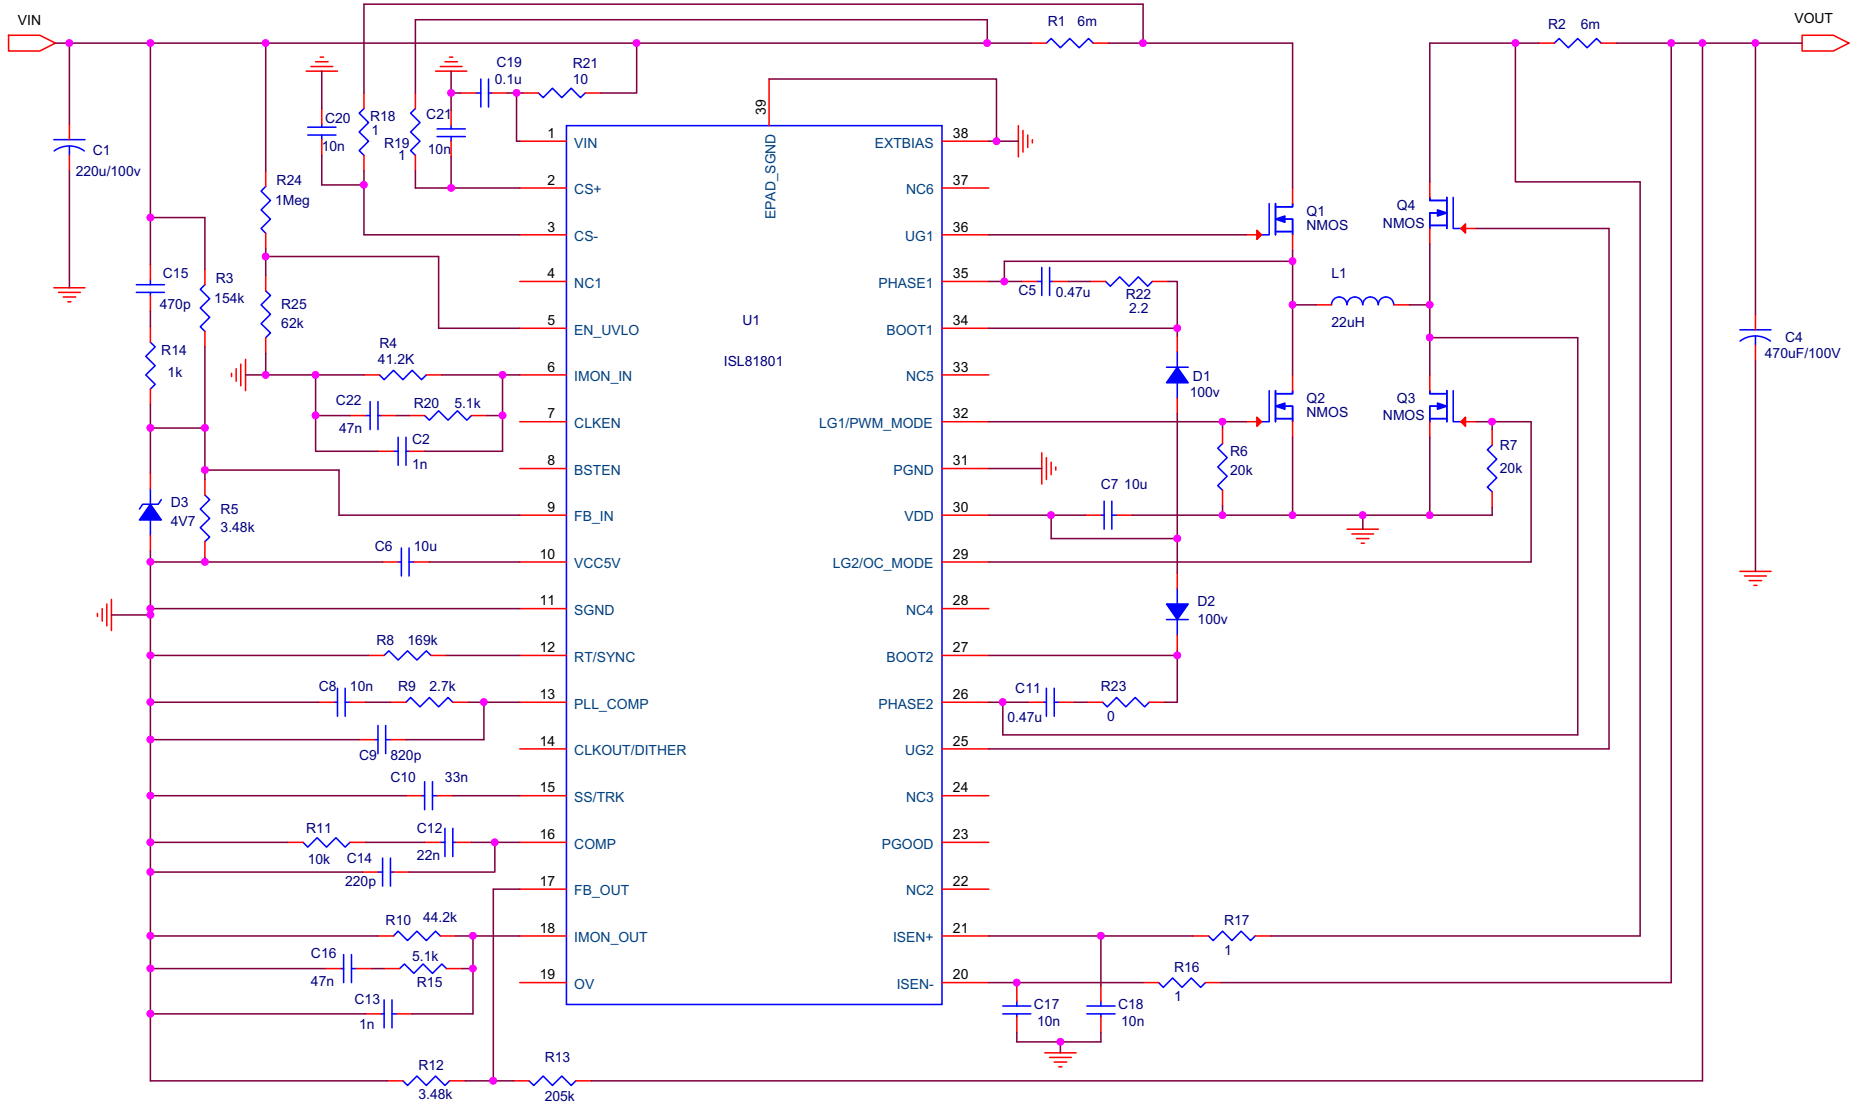 VIN
R1 6m
R2 6m
VOUT
C19
0.1u
R21
10
C20
10n
R18
1
R19
1
C21
10n
C1
220u/100v
R24
1Meg
C15
470p
R3
154k
R25
62k
R14
1k
R4
41.2K
C22
47n
R20 5.1k
C2
1n
D3
4V7
R5
3.48k
C6 10u
R8 169k
C8 10n R9 2.7k
C9 820p
C10 33n
R11
10k
C12
22n
C14
220p
R10 44.2k
C16
47n
5.1k
R15
C13
1n
R12
3.48k
R13
205k
U1
ISL81801
39
EPAD_SGND
1 VIN
2 CS+
3 CS-
4 NC1
5 EN_UVLO
6 IMON_IN
7 CLKEN
8 BSTEN
9 FB_IN
10 VCC5V
11 SGND
12 RT/SYNC
13 PLL_COMP
14 CLKOUT/DITHER
15 SS/TRK
16 COMP
17 FB_OUT
18 IMON_OUT
19 OV
EXTBIAS 38
NC6 37
UG1 36
PHASE1 35
BOOT1 34
NC5 33
LG1/PWM_MODE 32
PGND 31
VDD 30
LG2/OC_MODE 29
NC4 28
BOOT2 27
PHASE2 26
UG2 25
NC3 24
PGOOD 23
NC2 22
ISEN+ 21
ISEN- 20
Q1
NMOS
Q4
NMOS
C5 0.47u
R22
2.2
L1
22uH
D1
100v
Q2
NMOS
Q3
NMOS
R6
20k
R7
20k
C7 10u
C4
470uF/100V
D2
100v
C11
0.47u
R23
0
R17
1
R16
1
C17
10n
C18
10n